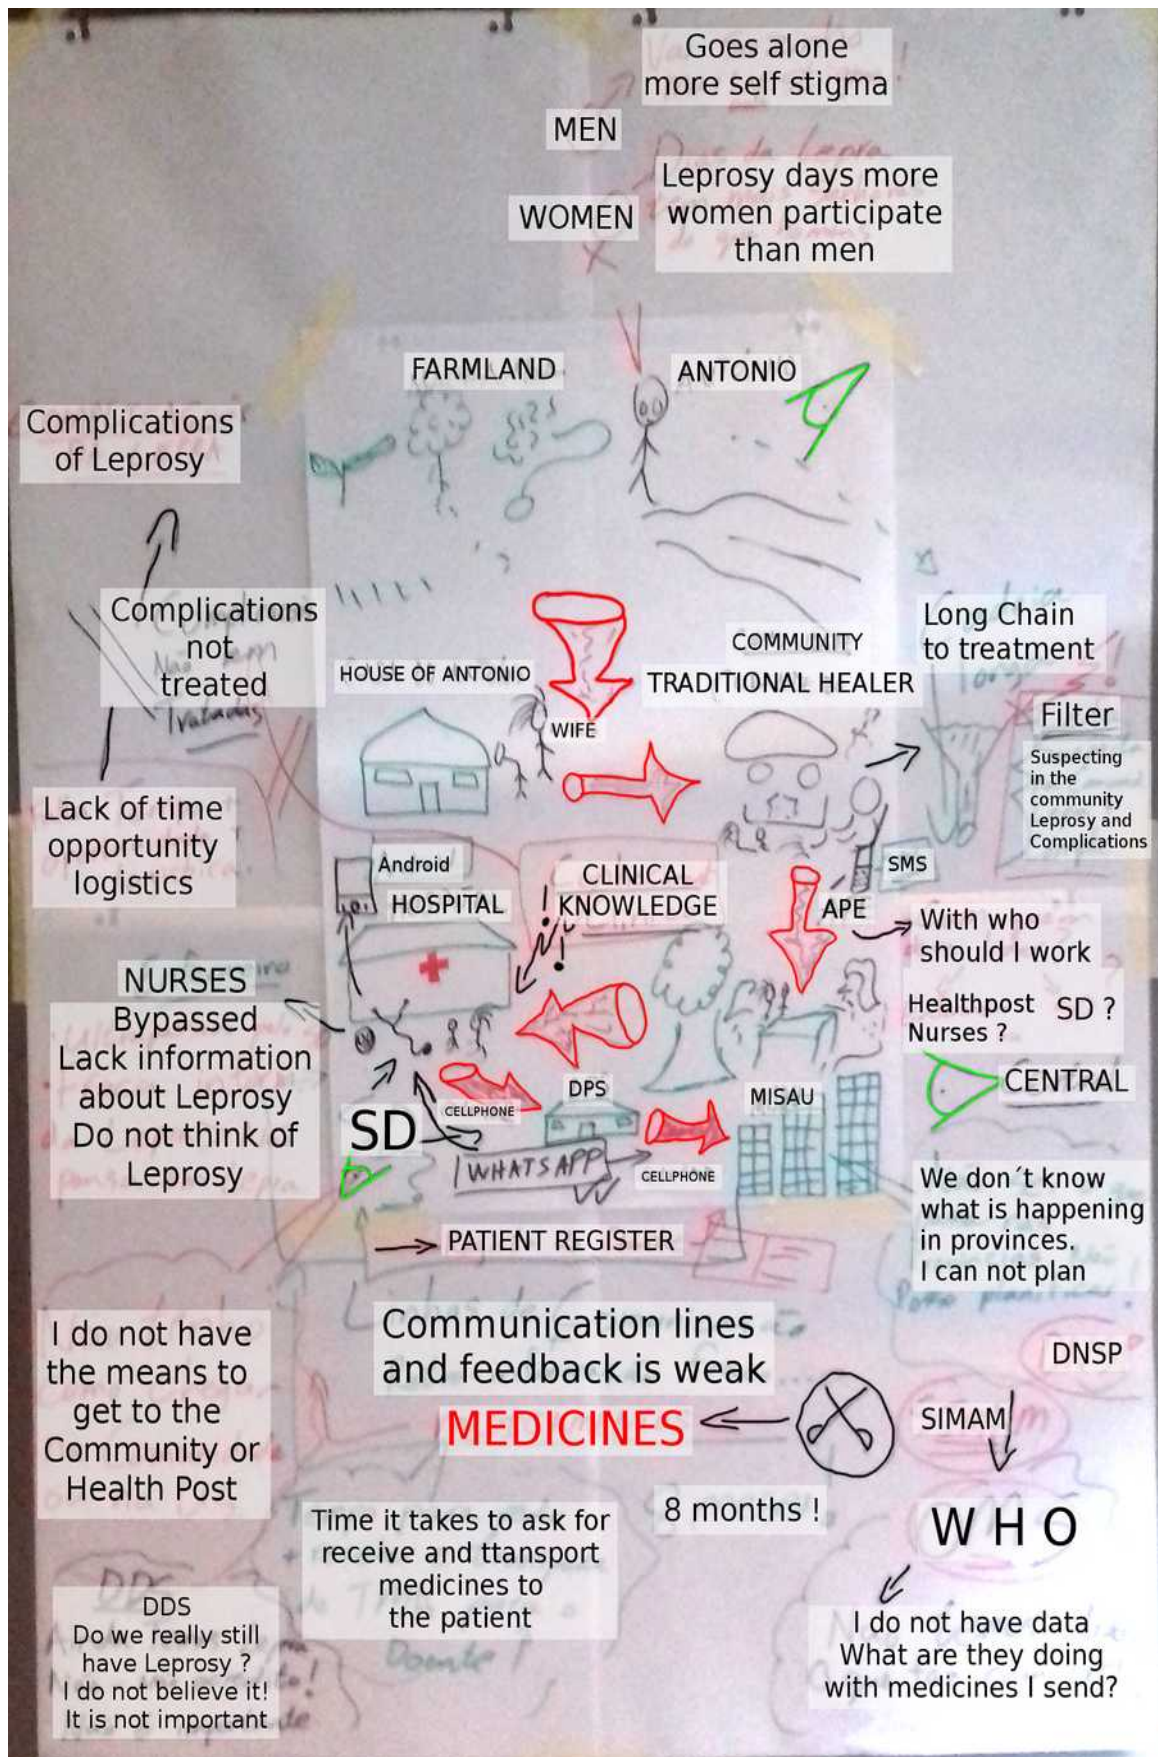 Goes alone
more self stigma
MEN
Leprosy days more
women participate
than men
WOMEN
FARMLAND
ANTONIO
Complications
of Leprosy
Complications
not
treated
Lack of time
opportunity
logistics
HOUSE OF ANTONIO
WIFE
COMMUNITY
TRADITIONAL HEALER
Long Chain
to treatment
Filter
Suspecting
in the
community
Leprosy and
Complications
Android
HOSPITAL
CLINICAL
KNOWLEDGE
!
!
SMS
APE
With who
should I work
Healthpost
Nurses ?
SD ?
NURSES
Bypassed
Lack information
about Leprosy
Do not think of
Leprosy
CENTRAL
SD
CELLPHONE
DPS
MISAU
WHATSAPP
CELLPHONE
We don´t know
what is happening
in provinces.
I can not plan
PATIENT REGISTER
I do not have
the means to
get to the
Community or
Health Post
Communication lines
and feedback is weak
MEDICINES
DNSP
SIMAM
8 months !
Time it takes to ask for
receive and ttansport
medicines to
the patient
Doente !
W H O
I do not have data
What are they doing
with medicines I send?
DDS
DDS
Do we really still
have Leprosy ?
I do not believe it!
It is not important